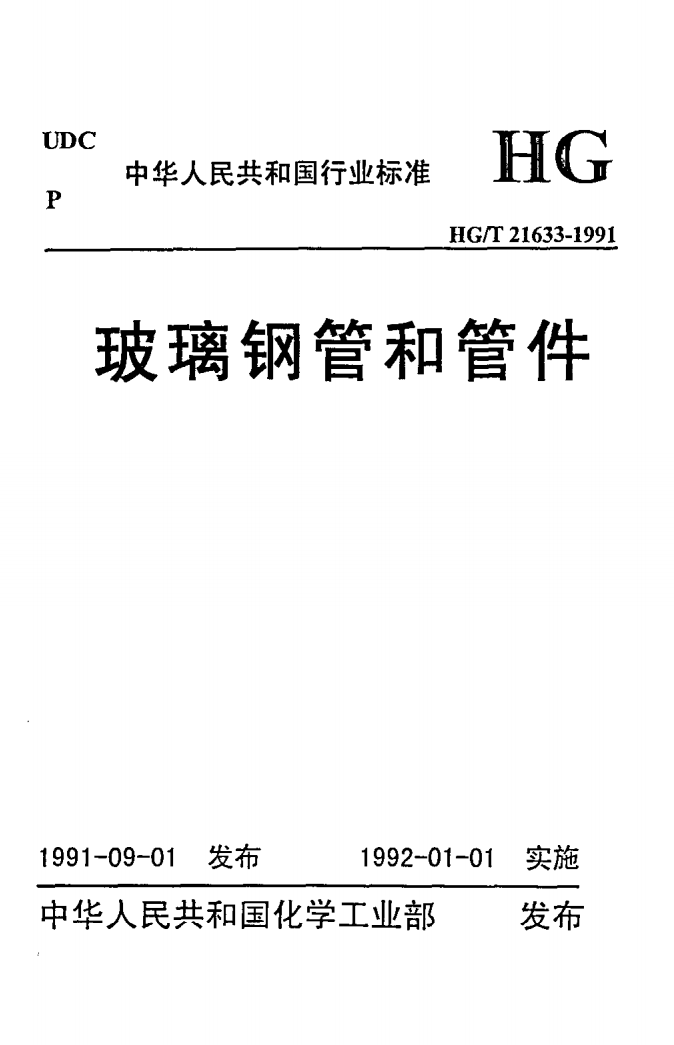 UDC
中华人民共和国行业标准
HG
P
HG/T 21633-1991
玻璃钢管和管件
1991-09-01 发布 1992-01-01 实施
中华人民共和国化学工业部 发布